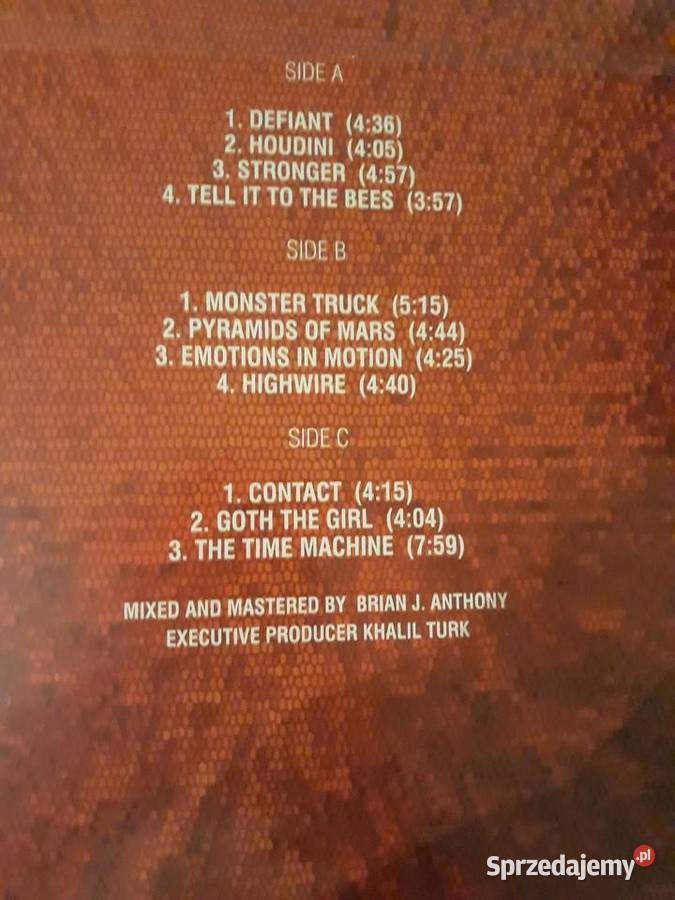 SIDE A
1. DEFIANT (4:36)
2. HOUDINI (4:05)
3. STRONGER (4:57)
4. TELL IT TO THE BEES (3:57)
SIDE B
1. MONSTER TRUCK (5:15)
2. PYRAMIDS OF MARS (4:44)
3. EMOTIONS IN MOTION (4:25)
4. HIGHWIRE (4:40)
SIDE C
1. CONTACT (4:15)
2. GOTH THE GIRL (4:04)
3. THE TIME MACHINE (7:59)
MIXED AND MASTERED BY BRIAN J. ANTHONY
EXECUTIVE PRODUCER KHALIL TURK
Sprzedajemy.pl